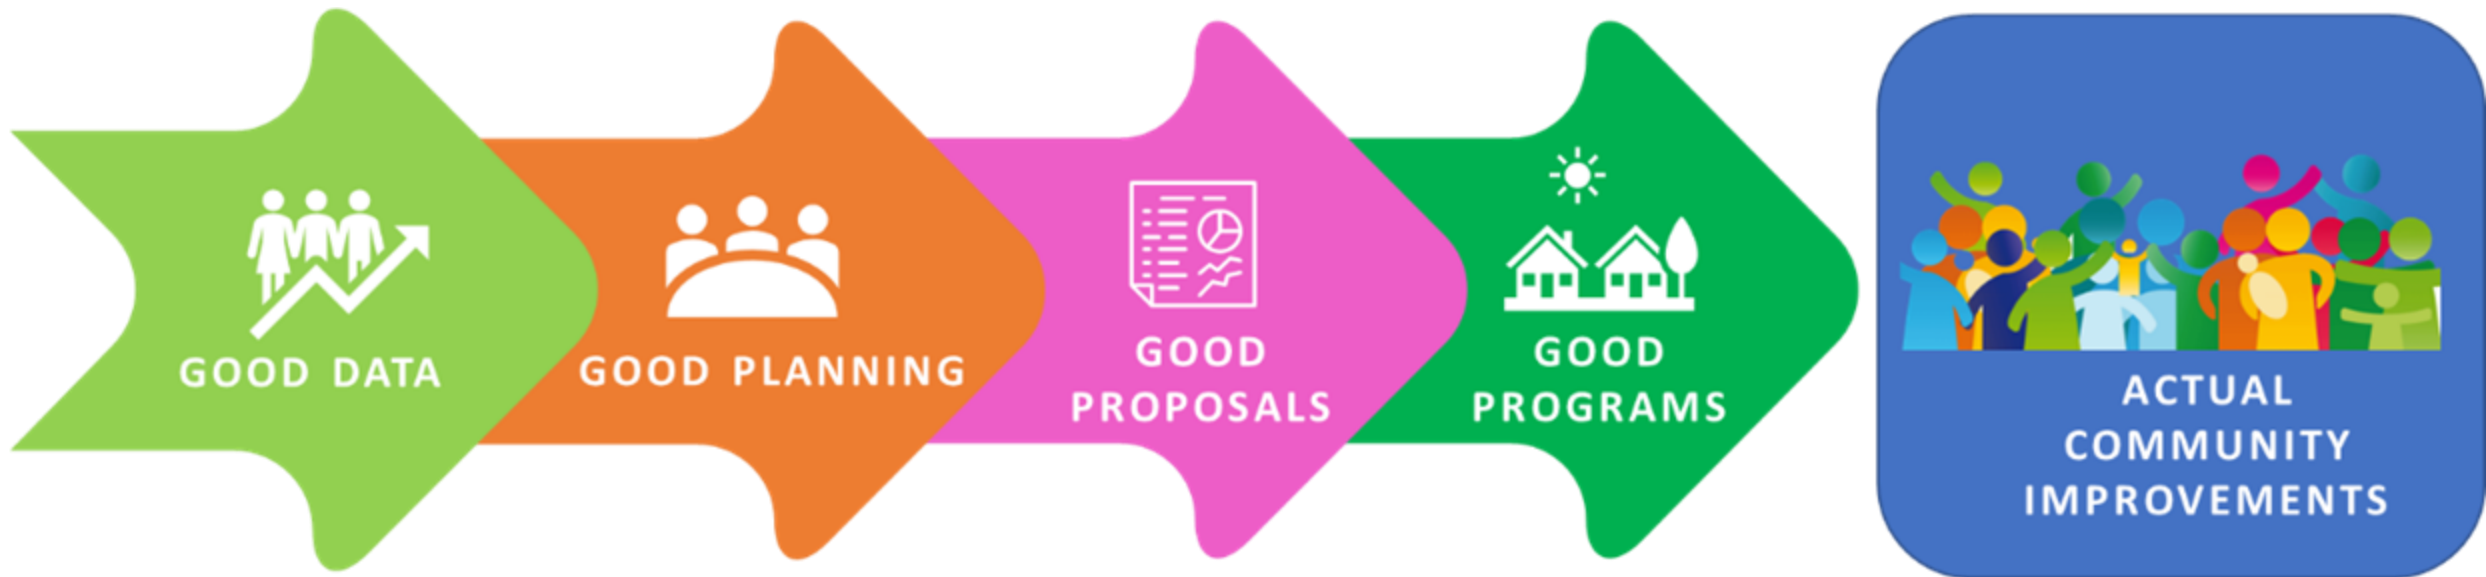 GOOD DATA
GOOD PLANNING
GOOD
PROPOSALS
GOOD
PROGRAMS
ACTUAL
COMMUNITY
IMPROVEMENTS